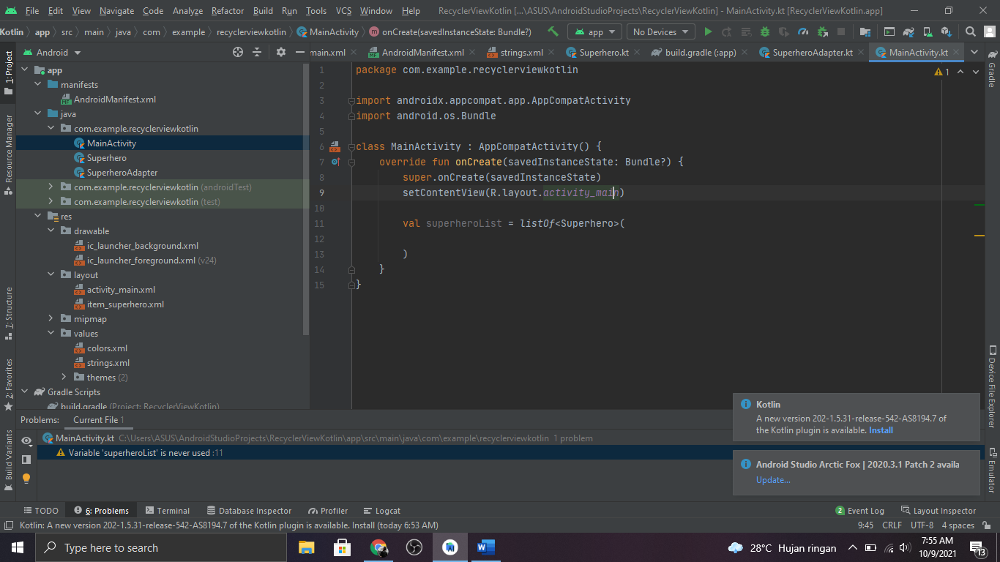 File Edit View Navigate Code Analyze Refactor Build Run Tools VCS Window Help RecyclerViewKotlin [...\ASUS\AndroidStudioProjects\RecyclerViewKotlin] - MainActivity.kt [RecyclerViewKotlin.app]
Kotlin app src main java com example recyclerviewkotlin MainActivity onCreate(savedInstanceState: Bundle?) app No Devices
1: Project
Resource Manager
7: Structure
2: Favorites
Build Variants
Android
app
manifests
AndroidManifest.xml
java
com.example.recyclerviewkotlin
MainActivity
Superhero
SuperheroAdapter
com.example.recyclerviewkotlin (androidTest)
com.example.recyclerviewkotlin (test)
res
drawable
ic_launcher_background.xml
ic_launcher_foreground.xml (v24)
layout
activity_main.xml
item_superhero.xml
mipmap
values
colors.xml
strings.xml
themes (2)
Gradle Scripts
build.gradle (Project: RecyclerViewKotlin)
main.xml AndroidManifest.xml strings.xml Superhero.kt build.gradle (:app) SuperheroAdapter.kt MainActivity.kt
1 package com.example.recyclerviewkotlin
1
2
3 import androidx.appcompat.app.AppCompatActivity
4 import android.os.Bundle
5
6 class MainActivity : AppCompatActivity() {
7 override fun onCreate(savedInstanceState: Bundle?) {
8 super.onCreate(savedInstanceState)
9 setContentView(R.layout.activity_main)
10
11 val superheroList = listOf<Superhero>(
12
13 )
14 }
15 }
Gradle
Device File Explorer
Emulator
Kotlin
A new version 202-1.5.31-release-542-AS8194.7 of
the Kotlin plugin is available. Install
Android Studio Arctic Fox | 2020.3.1 Patch 2 availa
Update...
Problems: Current File 1
MainActivity.kt C:\Users\ASUS\AndroidStudioProjects\RecyclerViewKotlin\app\src\main\java\com\example\recyclerviewkotlin 1 problem
Variable 'superheroList' is never used :11
TODO 6: Problems Terminal Database Inspector Profiler Logcat 2 Event Log Layout Inspector
Kotlin: A new version 202-1.5.31-release-542-AS8194.7 of the Kotlin plugin is available. Install (today 6:53 AM) 9:45 CRLF UTF-8 4 spaces
Type here to search 28°C Hujan ringan 7:55 AM
10/9/2021 13